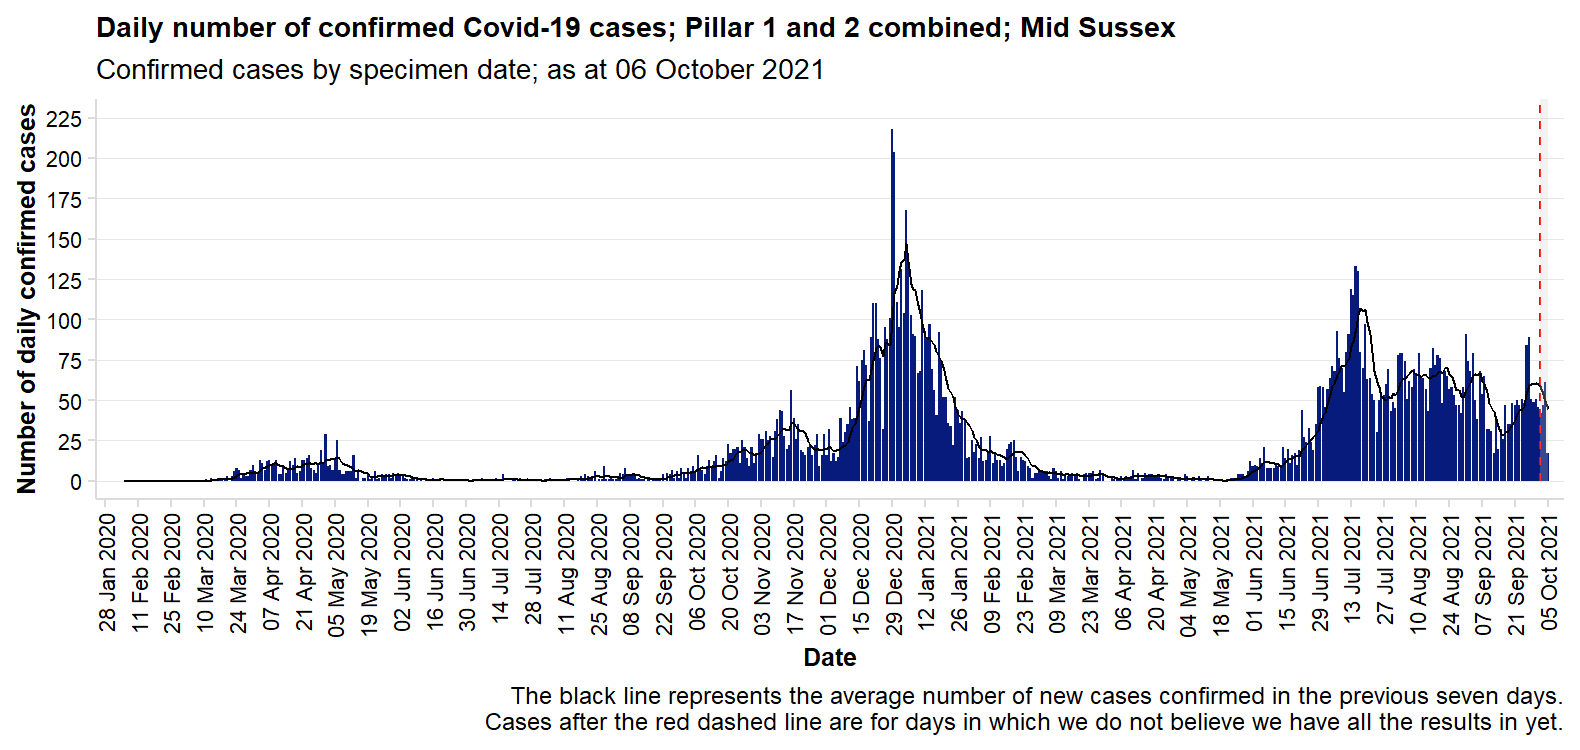 Daily number of confirmed Covid-19 cases; Pillar 1 and 2 combined; Mid Sussex
Confirmed cases by specimen date; as at 06 October 2021
Number of daily confirmed cases
225
200
175
150
125
100
75
50
25
0
28 Jan 2020
11 Feb 2020
25 Feb 2020
10 Mar 2020
24 Mar 2020
07 Apr 2020
21 Apr 2020
05 May 2020
19 May 2020
02 Jun 2020
16 Jun 2020
30 Jun 2020
14 Jul 2020
28 Jul 2020
11 Aug 2020
25 Aug 2020
08 Sep 2020
22 Sep 2020
06 Oct 2020
20 Oct 2020
03 Nov 2020
17 Nov 2020
01 Dec 2020
15 Dec 2020
29 Dec 2020
12 Jan 2021
26 Jan 2021
09 Feb 2021
23 Feb 2021
09 Mar 2021
23 Mar 2021
06 Apr 2021
20 Apr 2021
04 May 2021
18 May 2021
01 Jun 2021
15 Jun 2021
29 Jun 2021
13 Jul 2021
27 Jul 2021
10 Aug 2021
24 Aug 2021
07 Sep 2021
21 Sep 2021
05 Oct 2021
Date
The black line represents the average number of new cases confirmed in the previous seven days.
Cases after the red dashed line are for days in which we do not believe we have all the results in yet.